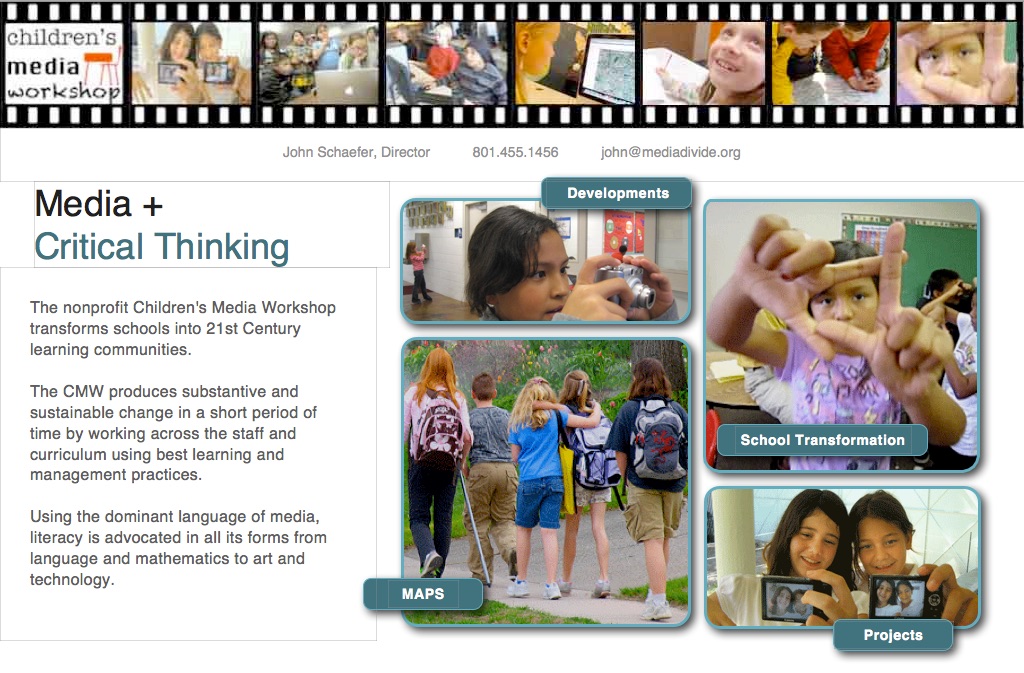 children's
media
workshop
John Schaefer, Director 801.455.1456 john@mediadivide.org
Media +
Critical Thinking
The nonprofit Children's Media Workshop
transforms schools into 21st Century
learning communities.
The CMW produces substantive and
sustainable change in a short period of
time by working across the staff and
curriculum using best learning and
management practices.
Using the dominant language of media,
literacy is advocated in all its forms from
language and mathematics to art and
technology.
Developments
School Transformation
MAPS
Projects